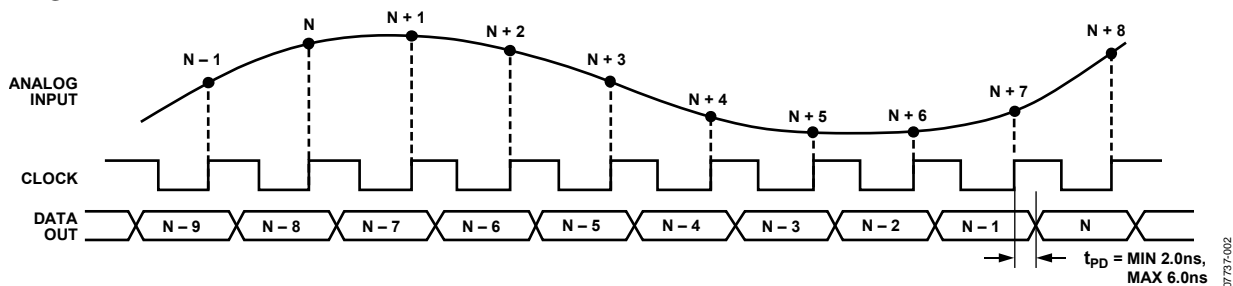 N – 1
N
N + 1
N + 2
N + 3
N + 4
N + 5
N + 6
N + 7
N + 8
ANALOG
INPUT
CLOCK
DATA
OUT
N – 9
N – 8
N – 7
N – 6
N – 5
N – 4
N – 3
N – 2
N – 1
N
tPD = MIN 2.0ns,
MAX 6.0ns
07737-002